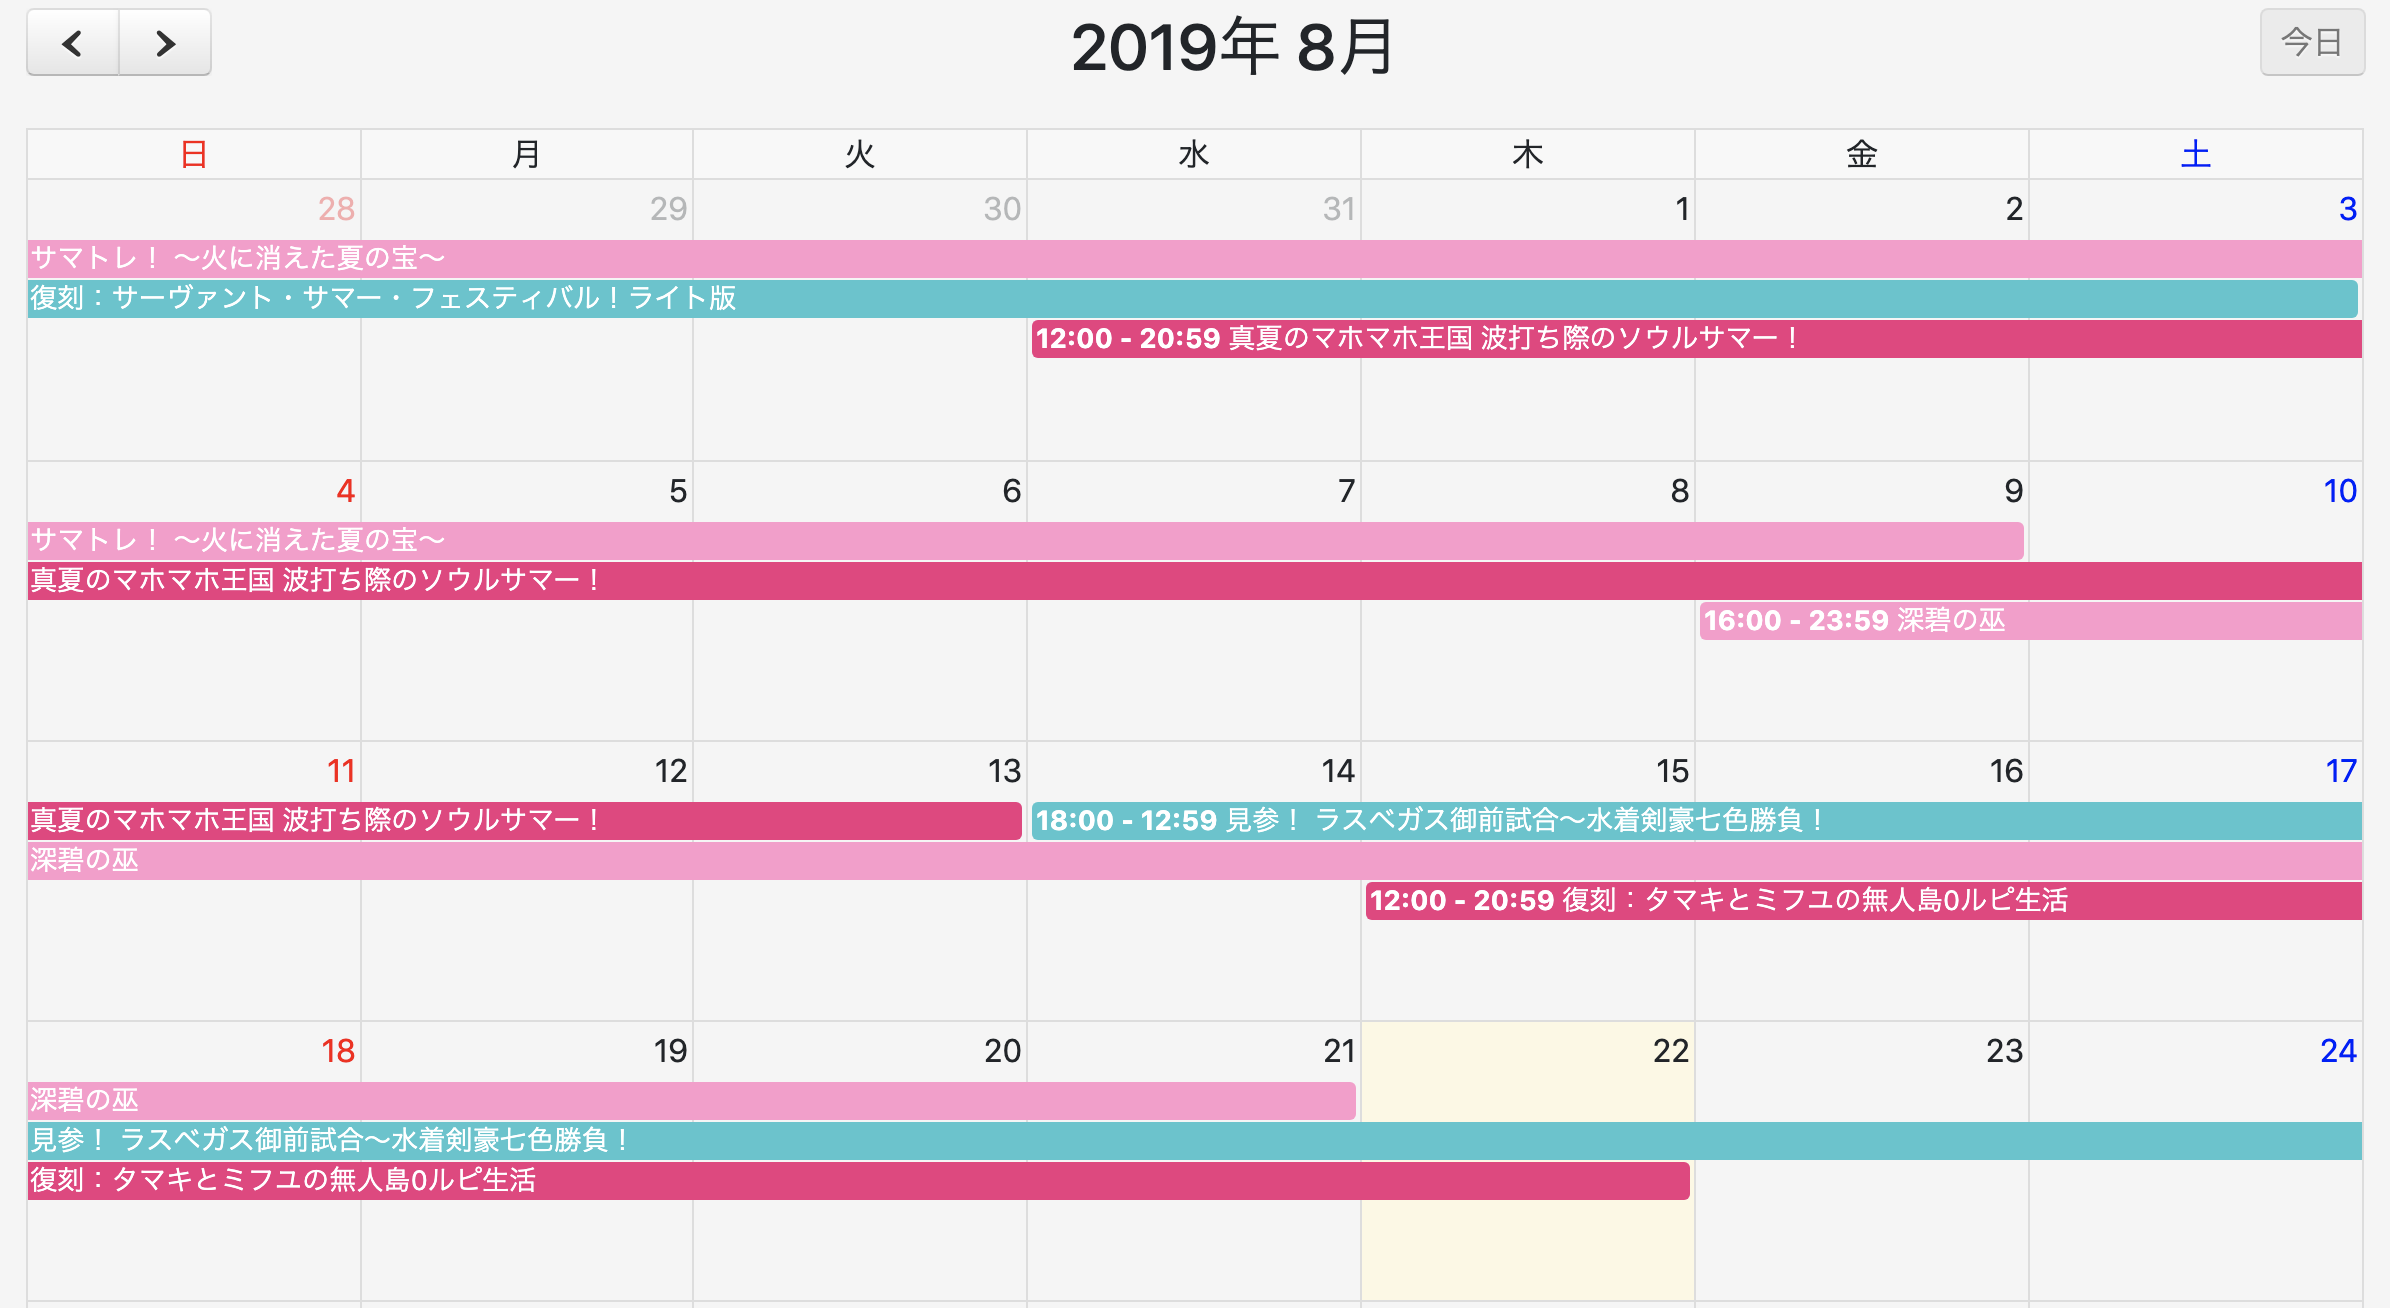 2019年 8月
今日
日 月 火 水 木 金 土
28 29 30 31 1 2 3
サマトレ！ 〜火に消えた夏の宝〜
復刻：サーヴァント・サマー・フェスティバル！ライト版
12:00 - 20:59 真夏のマホマホ王国 波打ち際のソウルサマー！
4 5 6 7 8 9 10
サマトレ！ 〜火に消えた夏の宝〜
真夏のマホマホ王国 波打ち際のソウルサマー！
16:00 - 23:59 深碧の巫
11 12 13 14 15 16 17
真夏のマホマホ王国 波打ち際のソウルサマー！ 18:00 - 12:59 見参！ ラスベガス御前試合〜水着剣豪七色勝負！
深碧の巫
12:00 - 20:59 復刻：タマキとミフユの無人島0ルピ生活
18 19 20 21 22 23 24
深碧の巫
見参！ ラスベガス御前試合〜水着剣豪七色勝負！
復刻：タマキとミフユの無人島0ルピ生活